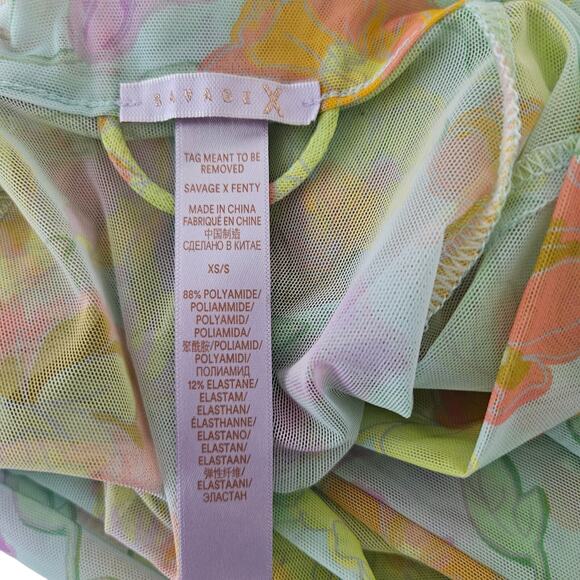 SAVAGE X
TAG MEANT TO BE
REMOVED
SAVAGE X FENTY
MADE IN CHINA
FABRIQUÉ EN CHINE
中国制造
СДЕЛАНО В КИТАЕ
XS/S
88% POLYAMIDE/
POLIAMMIDE/
POLYAMID/
POLIAMIDA/
聚酰胺/POLIAMID/
POLYAMIDI/
ПОЛИАМИД
12% ELASTANE/
ELASTAM/
ELASTHAN/
ÉLASTHANNE/
ELASTANO/
ELASTAN/
ELASTAAN/
弹性纤维/
ELASTAANI/
ЭЛАСТАН